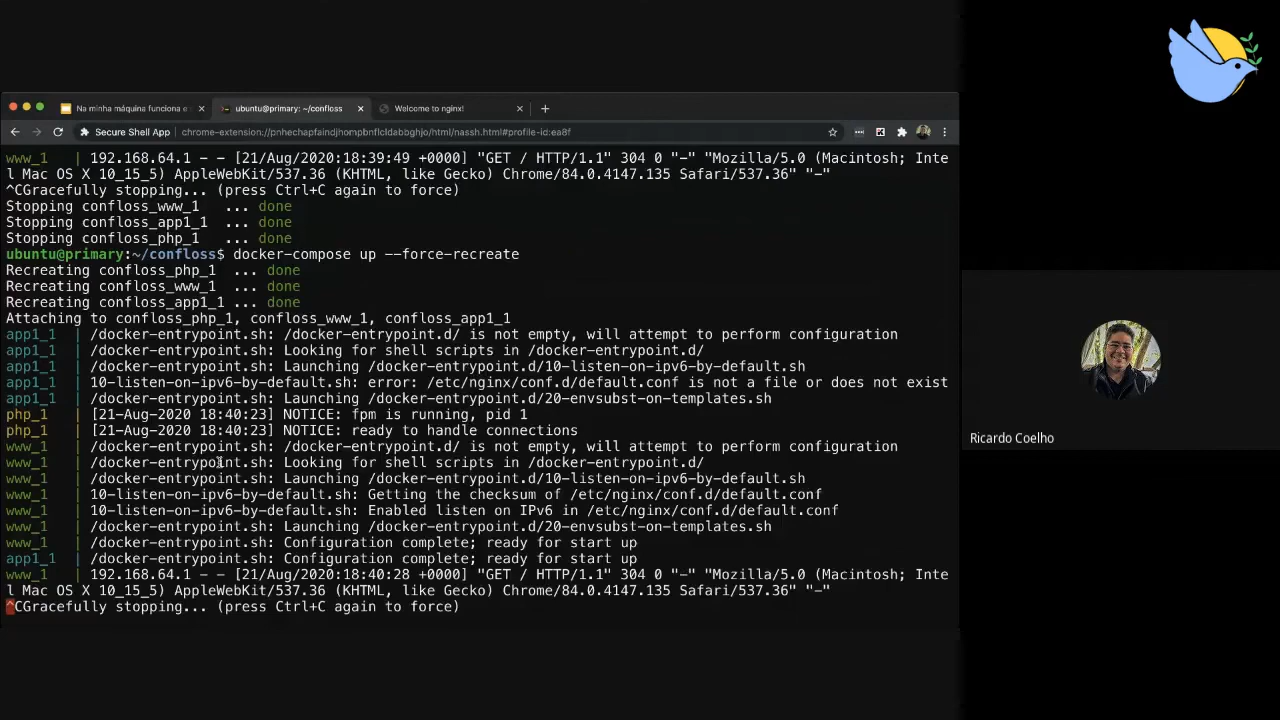 Na minha máquina funciona e
ubuntu@primary: ~/confloss
Welcome to nginx!
Secure Shell App
chrome-extension://pnhechapfaindjhompbnflcldabbghjo/html/nassh.html#profile-id:ea8f
www_1 | 192.168.64.1 - - [21/Aug/2020:18:39:49 +0000] "GET / HTTP/1.1" 304 0 "-" "Mozilla/5.0 (Macintosh; Inte
l Mac OS X 10_15_5) AppleWebKit/537.36 (KHTML, like Gecko) Chrome/84.0.4147.135 Safari/537.36" "-"
^CGracefully stopping... (press Ctrl+C again to force)
Stopping confloss_www_1 ... done
Stopping confloss_app1_1 ... done
Stopping confloss_php_1 ... done
ubuntu@primary:~/confloss$ docker-compose up --force-recreate
Recreating confloss_php_1 ... done
Recreating confloss_www_1 ... done
Recreating confloss_app1_1 ... done
Attaching to confloss_php_1, confloss_www_1, confloss_app1_1
app1_1 | /docker-entrypoint.sh: /docker-entrypoint.d/ is not empty, will attempt to perform configuration
app1_1 | /docker-entrypoint.sh: Looking for shell scripts in /docker-entrypoint.d/
app1_1 | /docker-entrypoint.sh: Launching /docker-entrypoint.d/10-listen-on-ipv6-by-default.sh
app1_1 | 10-listen-on-ipv6-by-default.sh: error: /etc/nginx/conf.d/default.conf is not a file or does not exist
app1_1 | /docker-entrypoint.sh: Launching /docker-entrypoint.d/20-envsubst-on-templates.sh
php_1 | [21-Aug-2020 18:40:23] NOTICE: fpm is running, pid 1
php_1 | [21-Aug-2020 18:40:23] NOTICE: ready to handle connections
www_1 | /docker-entrypoint.sh: /docker-entrypoint.d/ is not empty, will attempt to perform configuration
www_1 | /docker-entrypoint.sh: Looking for shell scripts in /docker-entrypoint.d/
www_1 | /docker-entrypoint.sh: Launching /docker-entrypoint.d/10-listen-on-ipv6-by-default.sh
www_1 | 10-listen-on-ipv6-by-default.sh: Getting the checksum of /etc/nginx/conf.d/default.conf
www_1 | 10-listen-on-ipv6-by-default.sh: Enabled listen on IPv6 in /etc/nginx/conf.d/default.conf
www_1 | /docker-entrypoint.sh: Launching /docker-entrypoint.d/20-envsubst-on-templates.sh
www_1 | /docker-entrypoint.sh: Configuration complete; ready for start up
app1_1 | /docker-entrypoint.sh: Configuration complete; ready for start up
www_1 | 192.168.64.1 - - [21/Aug/2020:18:40:28 +0000] "GET / HTTP/1.1" 304 0 "-" "Mozilla/5.0 (Macintosh; Inte
l Mac OS X 10_15_5) AppleWebKit/537.36 (KHTML, like Gecko) Chrome/84.0.4147.135 Safari/537.36" "-"
^CGracefully stopping... (press Ctrl+C again to force)
Ricardo Coelho